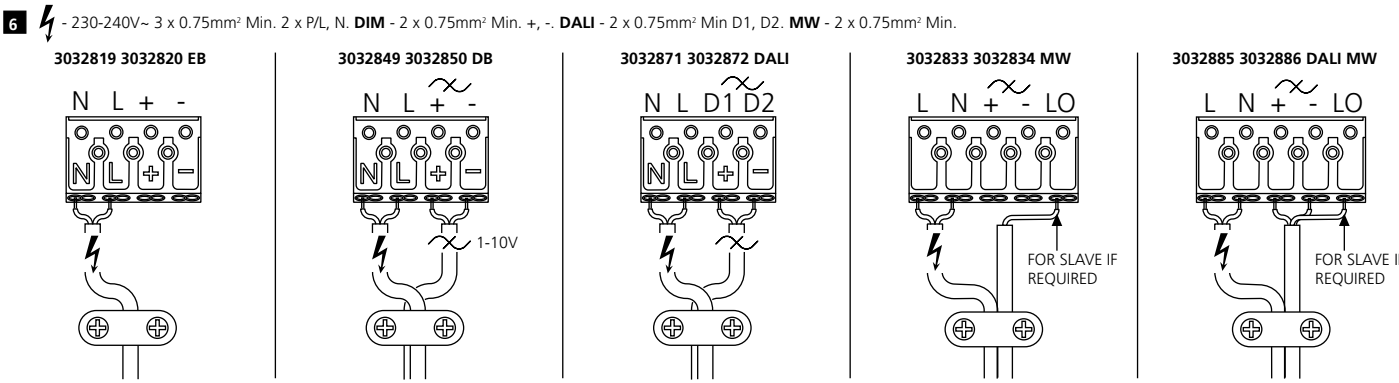 6 - 230-240V~ 3 x 0.75mm² Min. 2 x P/L, N. DIM - 2 x 0.75mm² Min. +, -. DALI - 2 x 0.75mm² Min D1, D2. MW - 2 x 0.75mm² Min.
3032819 3032820 EB
N L + -
N L + -
3032849 3032850 DB
N L + -
N L + -
1-10V
3032871 3032872 DALI
N L D1 D2
N L + -
3032833 3032834 MW
L N + - LO
FOR SLAVE IF
REQUIRED
3032885 3032886 DALI MW
L N + - LO
FOR SLAVE I
REQUIRED